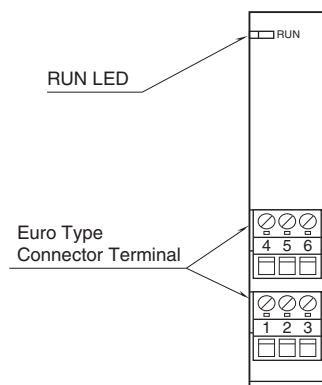 RUN
RUN LED
Euro Type
Connector Terminal
4 5 6
1 2 3